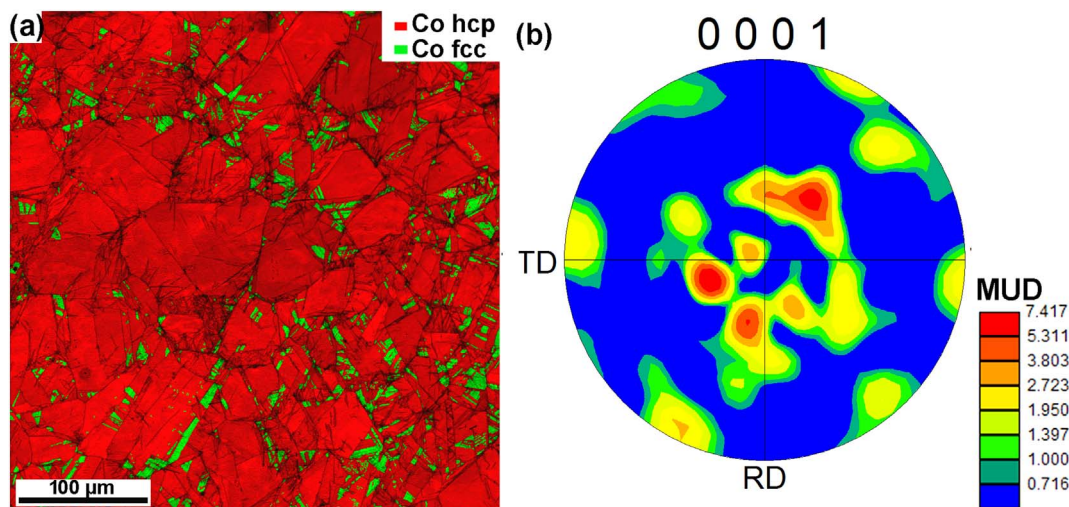 (a)
Co hcp
Co fcc
100 µm
(b)
0 0 0 1
TD
RD
MUD
7.417
5.311
3.803
2.723
1.950
1.397
1.000
0.716